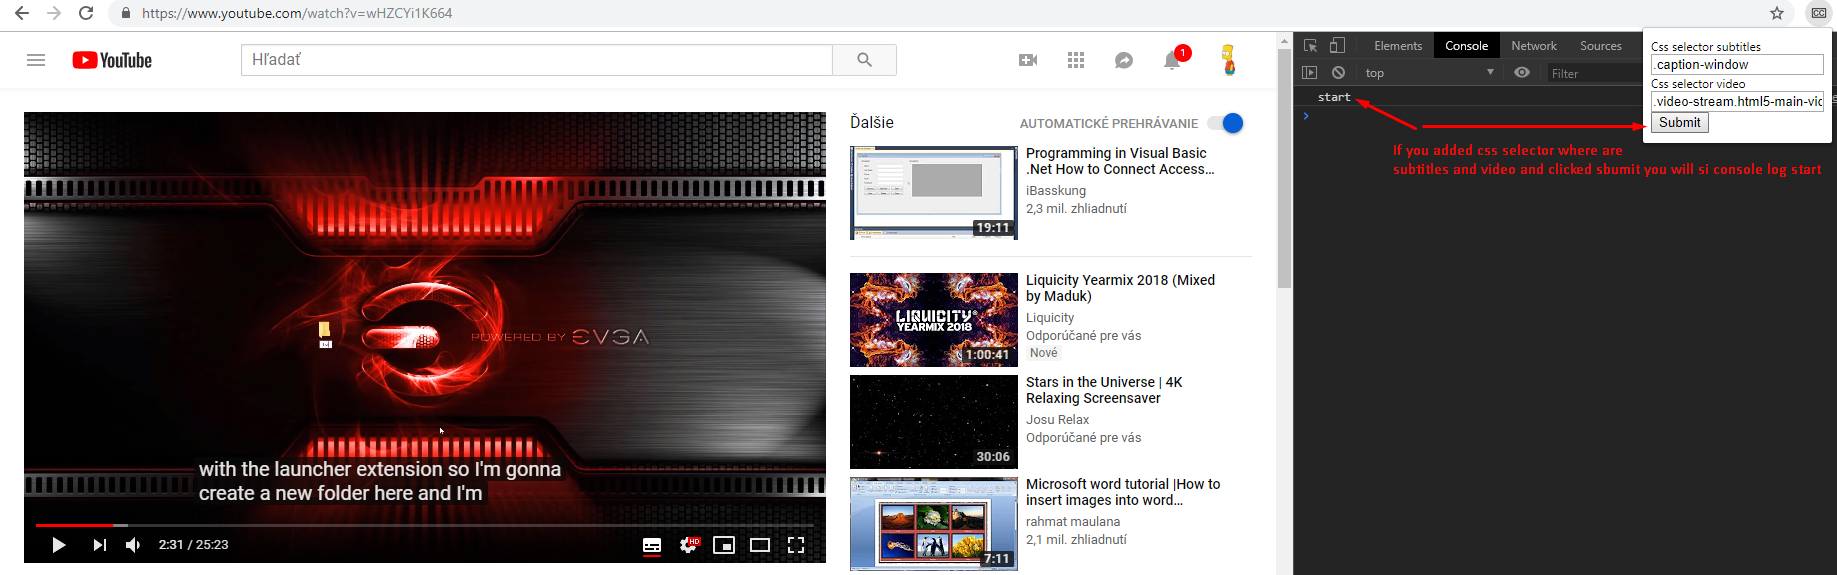 https://www.youtube.com/watch?v=wHZCYi1K664
CC
YouTube
Hľadať
1
Elements
Console
Network
Sources
top
Filter
start
Css selector subtitles
.caption-window
Css selector video
.video-stream.html5-main-vid
Submit
If you added css selector where are
subtitles and video and clicked sbumit you will si console log start
POWERED BY EVGA
with the launcher extension so I'm gonna
create a new folder here and I'm
2:31 / 25:23
HD
Ďalšie
AUTOMATICKÉ PREHRÁVANIE
19:11
Programming in Visual Basic
.Net How to Connect Access…
iBasskung
2,3 mil. zhliadnutí
LIQUICITY
YEARMIX 2018
1:00:41
Liquicity Yearmix 2018 (Mixed
by Maduk)
Liquicity
Odporúčané pre vás
Nové
30:06
Stars in the Universe | 4K
Relaxing Screensaver
Josu Relax
Odporúčané pre vás
7:11
Microsoft word tutorial |How to
insert images into word…
rahmat maulana
2,1 mil. zhliadnutí